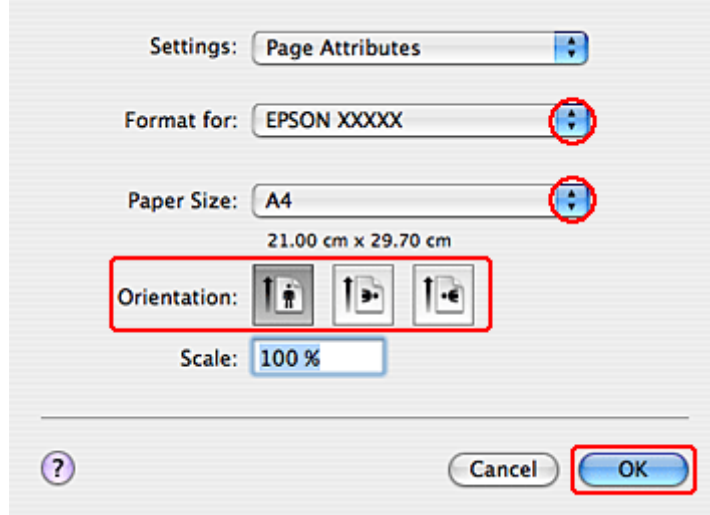 Settings: Page Attributes
Format for: EPSON XXXXX
Paper Size: A4
21.00 cm x 29.70 cm
Orientation:
Scale: 100 %
? Cancel OK